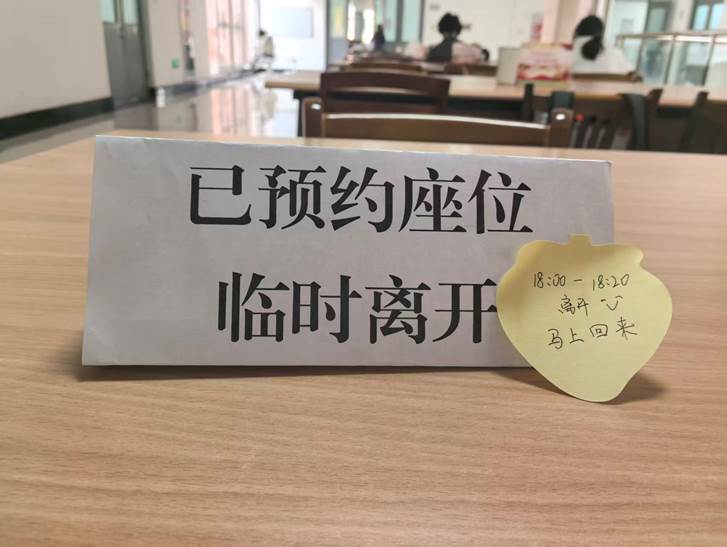 已预约座位
临时离开
18:00 — 18:20
离开
马上回来